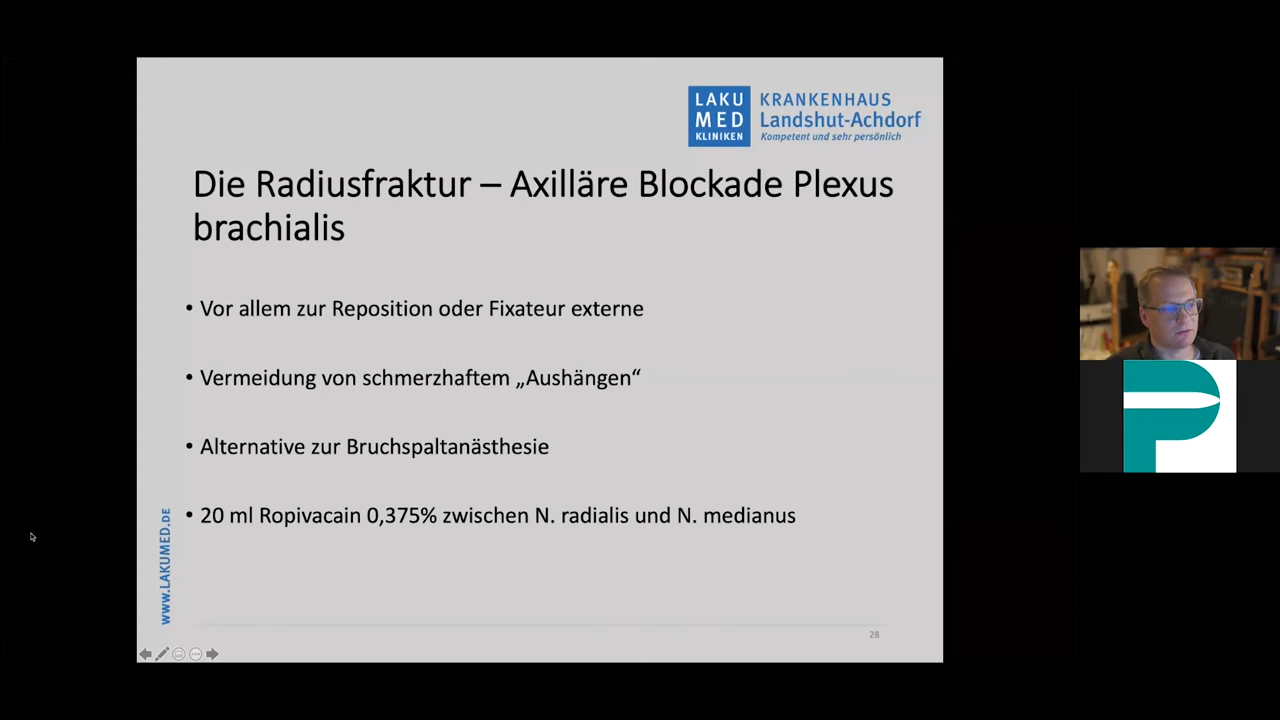 LAKU
MED
KLINIKEN
KRANKENHAUS
Landshut-Achdorf
Kompetent und sehr persönlich
Die Radiusfraktur – Axilläre Blockade Plexus
brachialis
• Vor allem zur Reposition oder Fixateur externe
• Vermeidung von schmerzhaftem „Aushängen“
• Alternative zur Bruchspaltanästhesie
• 20 ml Ropivacain 0,375% zwischen N. radialis und N. medianus
www.LAKUMED.DE
28
P